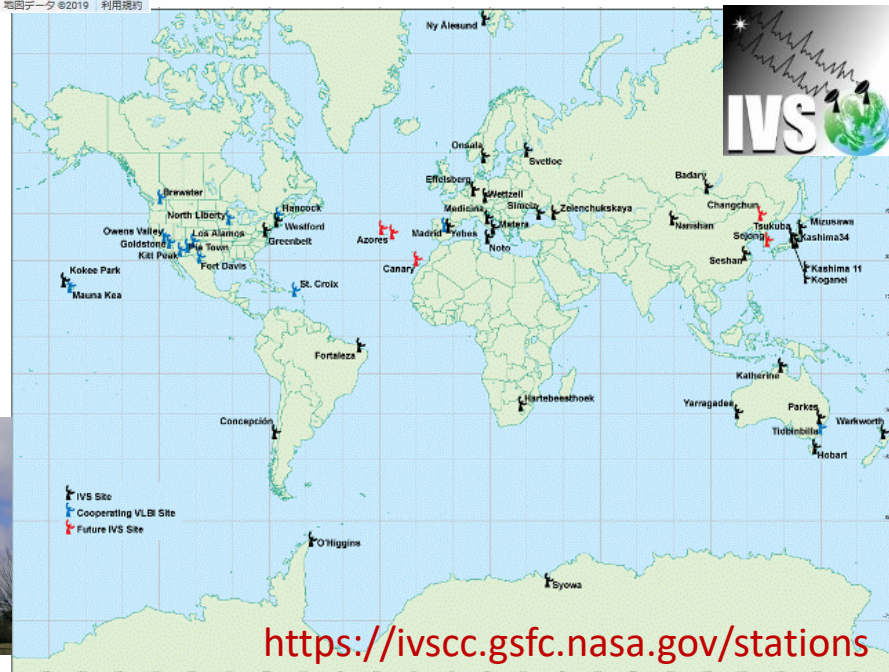 地図データ ©2019 利用規約
Ny Ålesund
IVS
Onsala
Svetloe
Effelsberg
Wettzell
Badary
Brewster
Medicina
Simeiz
Zelenchukskaya
Changchun
North Liberty
Hancock
Matera
Nanshan
Tsukuba
Mizusawa
Owens Valley
Los Alamos
Westford
Azores
Madrid
Yebes
Sejong
Kashima34
Goldstone
Pie Town
Greenbelt
Noto
Kitt Peak
Fort Davis
Canary
Seshan
Kokee Park
Kashima 11
Koganei
Mauna Kea
St. Croix
Fortaleza
Katherine
Hartebeesthoek
Yarragadee
Parkes
Warkworth
Concepción
Tidbinbilla
Hobart
IVS Site
Cooperating VLBI Site
Future IVS Site
O'Higgins
Syowa
https://ivscc.gsfc.nasa.gov/stations